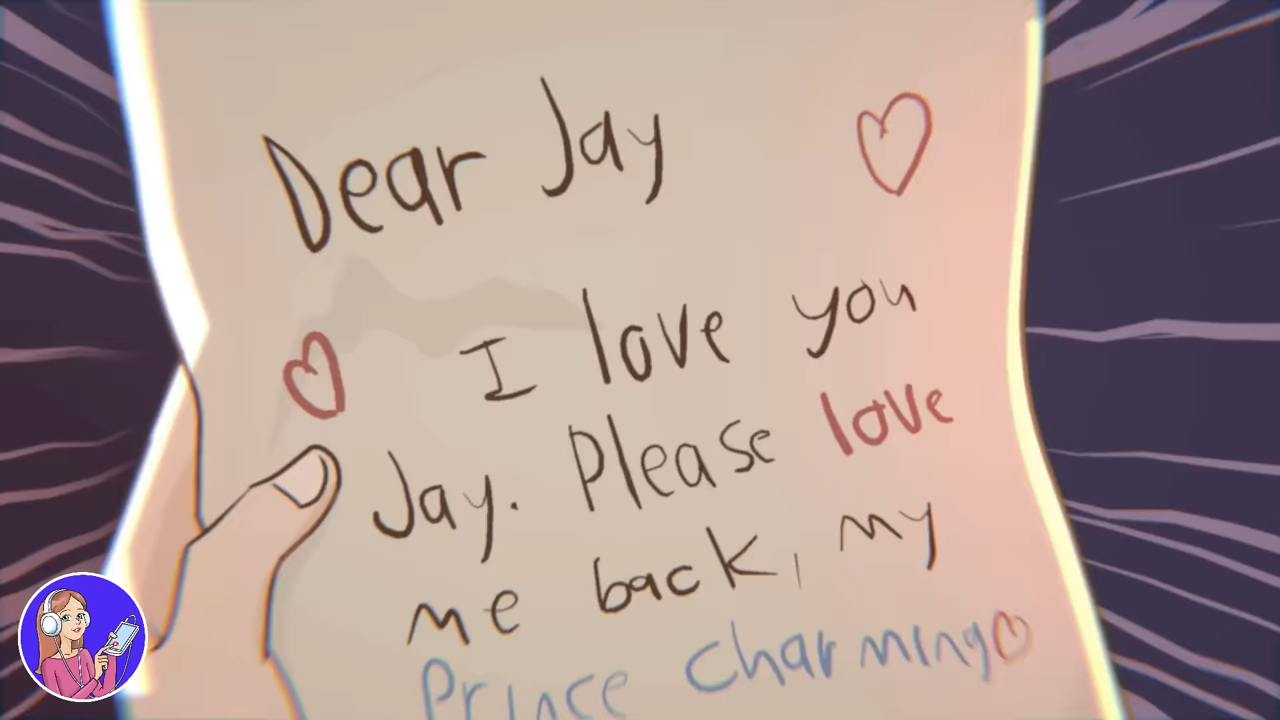 Dear Jay
I love you
Jay. Please love
me back, my
Prince charming